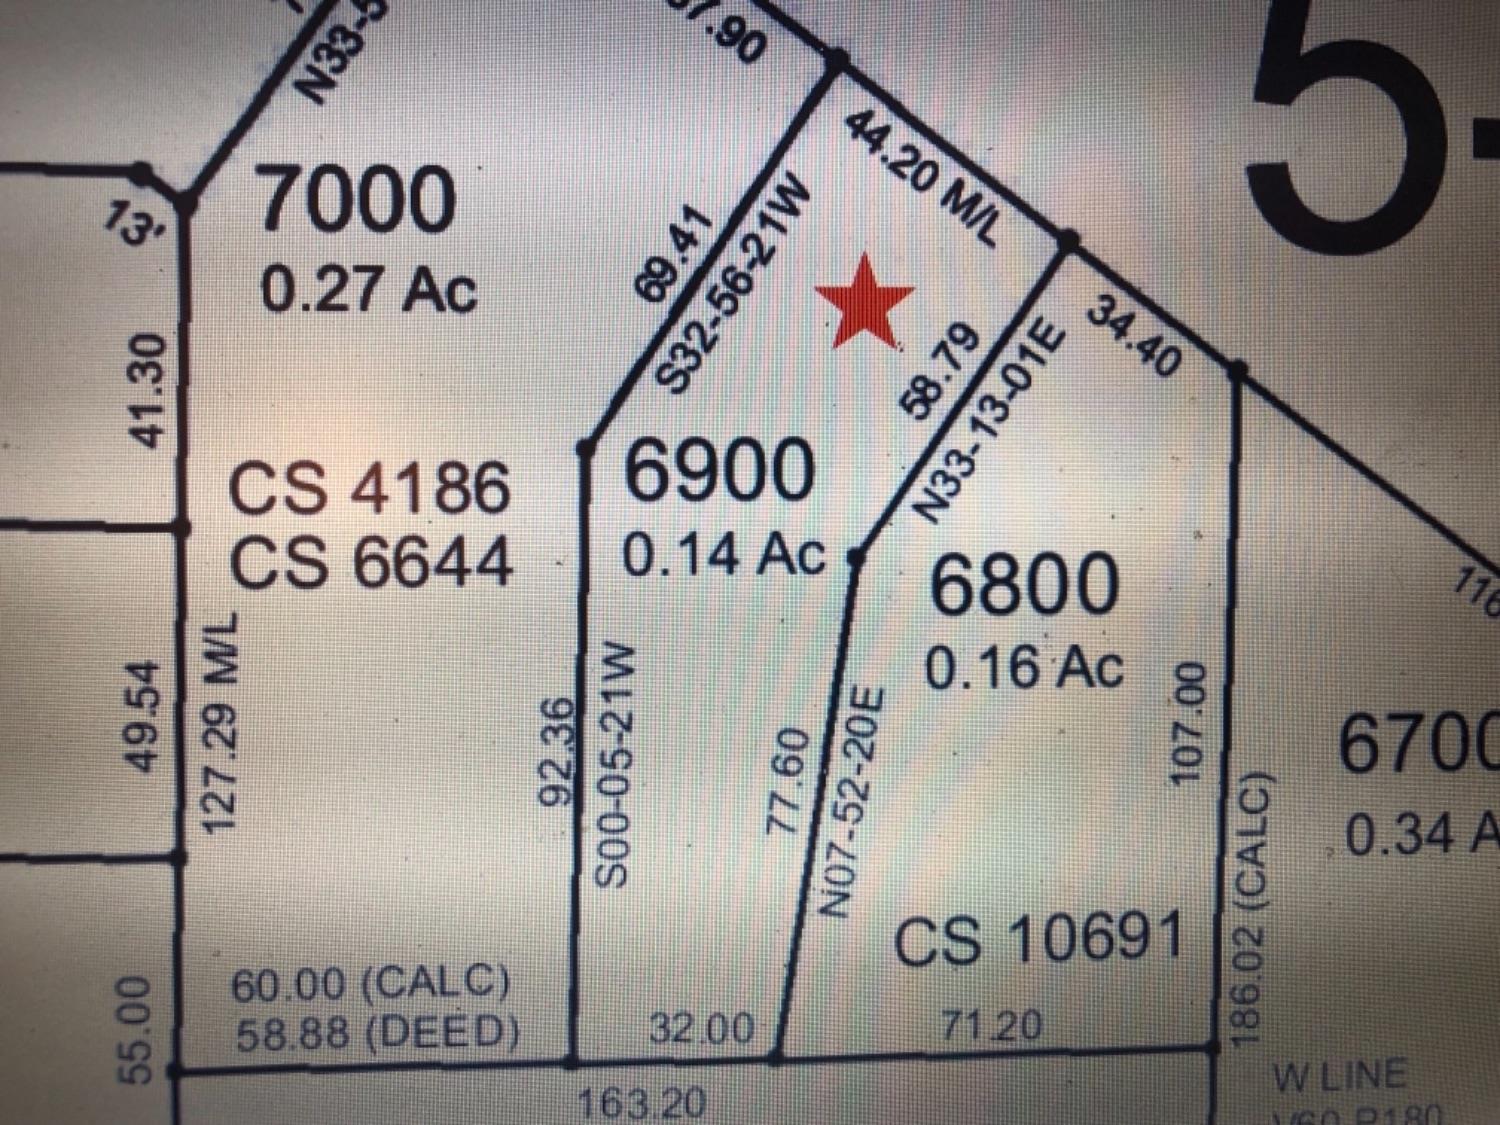 N33-5
7.90
5-
44.20 M/L
13'
7000
0.27 Ac
69.41
S32-56-21W
34.40
58.79
N33-13-01E
41.30
CS 4186
CS 6644
6900
0.14 Ac
6800
0.16 Ac
116
49.54
127.29 M/L
92.36
S00-05-21W
77.60
N07-52-20E
107.00
6700
0.34 A
CS 10691
186.02 (CALC)
55.00
60.00 (CALC)
58.88 (DEED)
32.00
71.20
163.20
W LINE